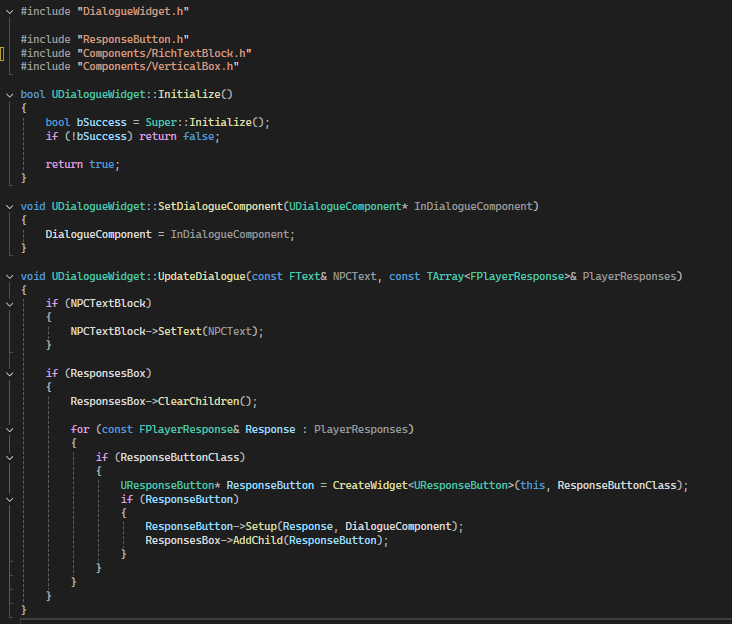 #include "DialogueWidget.h"

#include "ResponseButton.h"
#include "Components/RichTextBlock.h"
#include "Components/VerticalBox.h"

bool UDialogueWidget::Initialize()
{
    bool bSuccess = Super::Initialize();
    if (!bSuccess) return false;

    return true;
}

void UDialogueWidget::SetDialogueComponent(UDialogueComponent* InDialogueComponent)
{
    DialogueComponent = InDialogueComponent;
}

void UDialogueWidget::UpdateDialogue(const FText& NPCText, const TArray<FPlayerResponse>& PlayerResponses)
{
    if (NPCTextBlock)
    {
        NPCTextBlock->SetText(NPCText);
    }

    if (ResponsesBox)
    {
        ResponsesBox->ClearChildren();

        for (const FPlayerResponse& Response : PlayerResponses)
        {
            if (ResponseButtonClass)
            {
                UResponseButton* ResponseButton = CreateWidget<UResponseButton>(this, ResponseButtonClass);
                if (ResponseButton)
                {
                    ResponseButton->Setup(Response, DialogueComponent);
                    ResponsesBox->AddChild(ResponseButton);
                }
            }
        }
    }
}